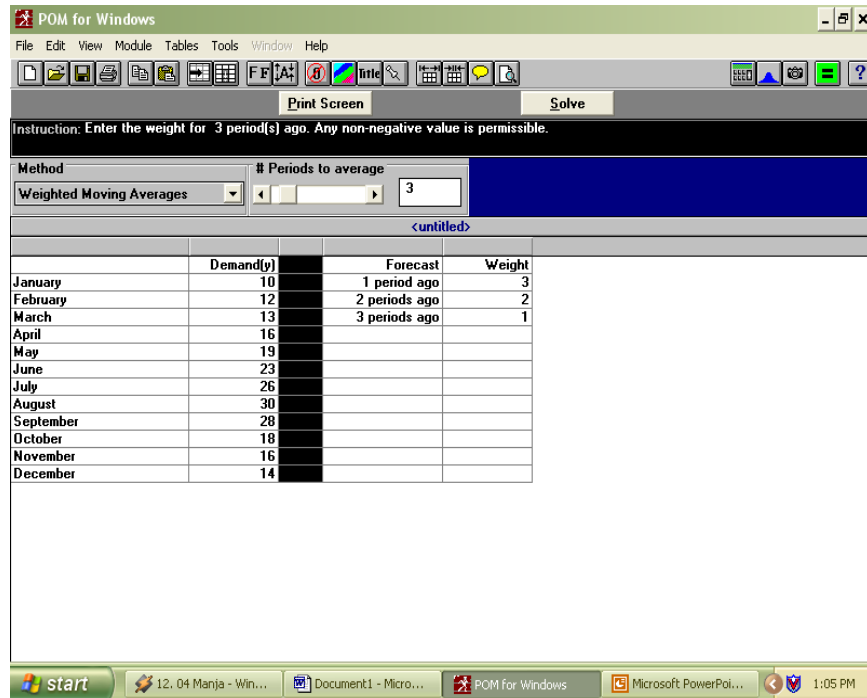 POM for Windows
File Edit View Module Tables Tools Window Help
Title
Print Screen Solve
Instruction: Enter the weight for 3 period(s) ago. Any non-negative value is permissible.
Method # Periods to average
Weighted Moving Averages 3
<untitled>
Demand(y) Forecast Weight
January 10 1 period ago 3
February 12 2 periods ago 2
March 13 3 periods ago 1
April 16
May 19
June 23
July 26
August 30
September 28
October 18
November 16
December 14
start 12. 04 Manja - Win... Document1 - Micro... POM for Windows Microsoft PowerPoi... 1:05 PM